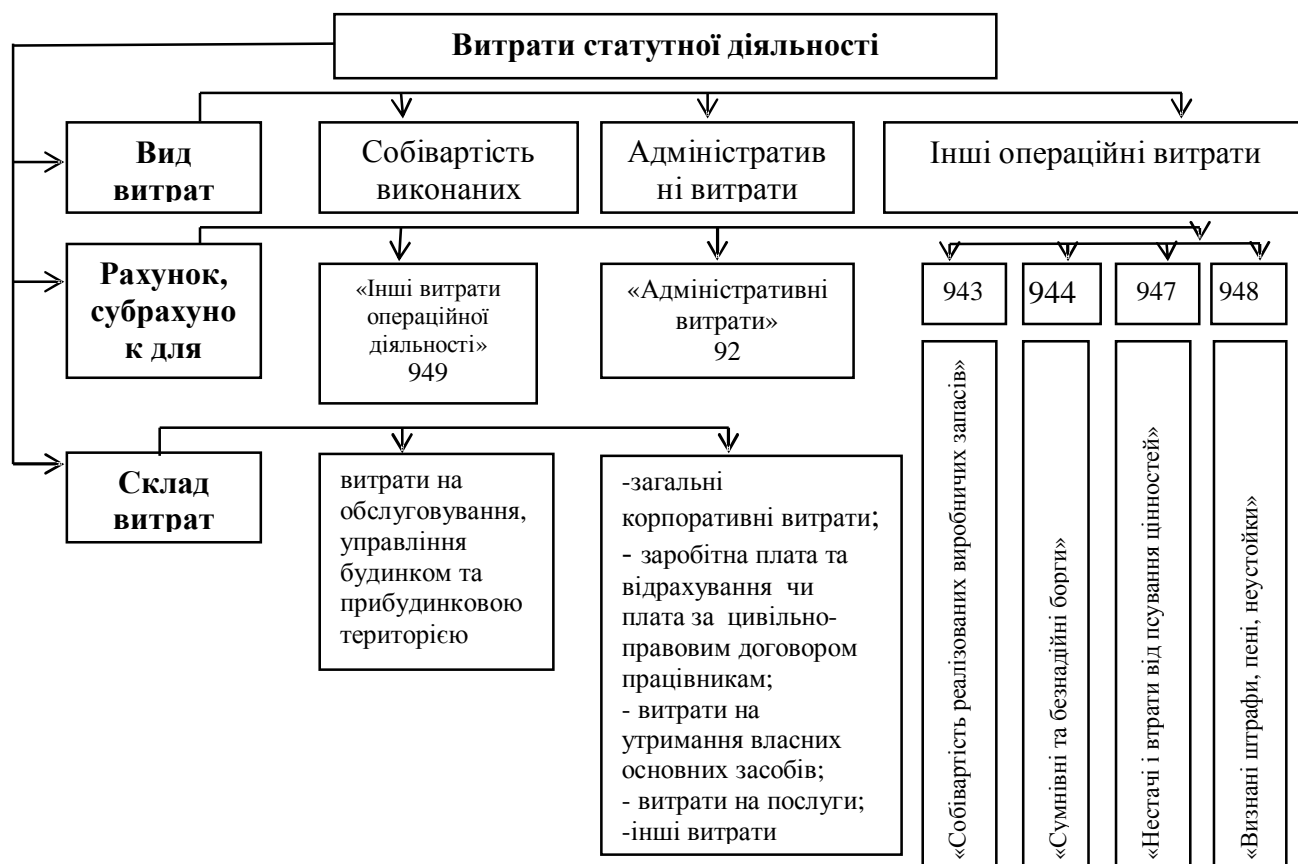 Витрати статутної діяльності
Вид
витрат
Собівартість
виконаних
Адміністратив
ні витрати
Інші операційні витрати
Рахунок,
субрахуно
к для
«Інші витрати
операційної
діяльності»
949
«Адміністративні
витрати»
92
943
944
947
948
Склад
витрат
витрати на
обслуговування,
управління
будинком та
прибудинковою
територією
-загальні
корпоративні витрати;
- заробітна плата та
відрахування чи
плата за цивільно-
правовим договором
працівникам;
- витрати на
утримання власних
основних засобів;
- витрати на послуги;
-інші витрати
«Собівартість реалізованих виробничих запасів»
«Сумнівні та безнадійні борги»
«Нестачі і втрати від псування цінностей»
«Визнані штрафи, пені, неустойки»